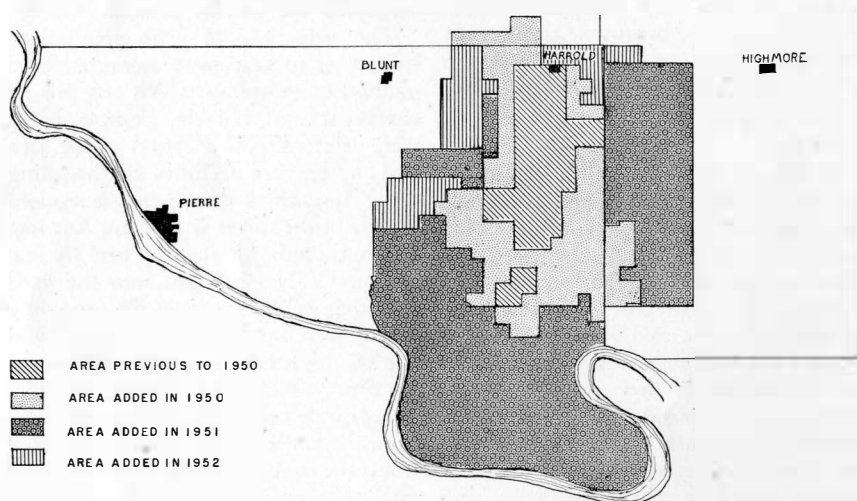 BLUNT
HARROLD
HIGHMORE
PIERRE
AREA PREVIOUS TO 1950
AREA ADDED IN 1950
AREA ADDED IN 1951
AREA ADDED IN 1952